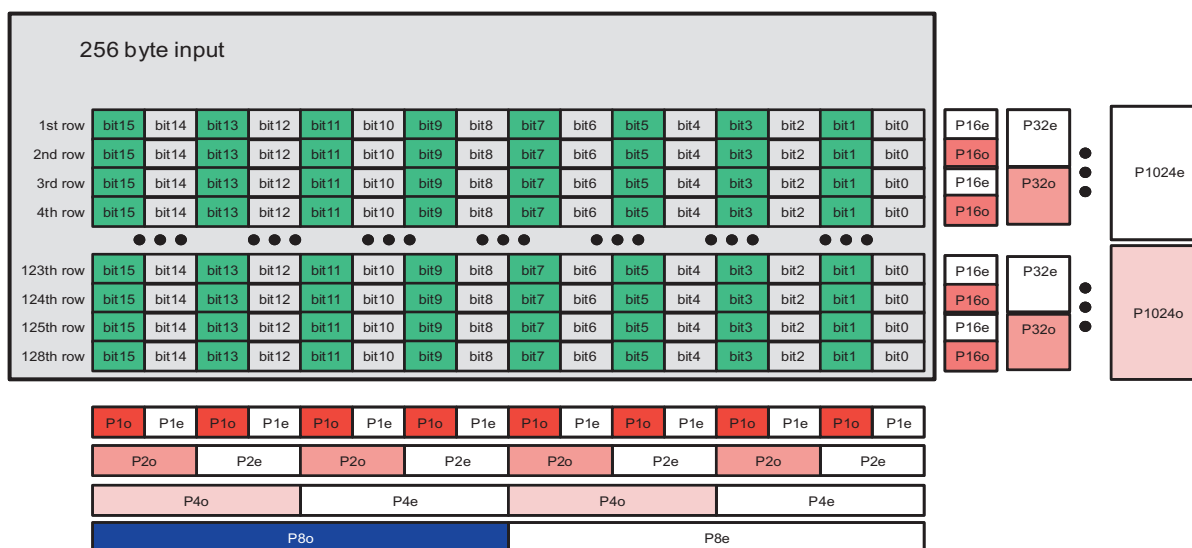 256 byte input
1st row bit15 bit14 bit13 bit12 bit11 bit10 bit9 bit8 bit7 bit6 bit5 bit4 bit3 bit2 bit1 bit0 P16e P32e
2nd row bit15 bit14 bit13 bit12 bit11 bit10 bit9 bit8 bit7 bit6 bit5 bit4 bit3 bit2 bit1 bit0 P16o
3rd row bit15 bit14 bit13 bit12 bit11 bit10 bit9 bit8 bit7 bit6 bit5 bit4 bit3 bit2 bit1 bit0 P16e P32o P1024e
4th row bit15 bit14 bit13 bit12 bit11 bit10 bit9 bit8 bit7 bit6 bit5 bit4 bit3 bit2 bit1 bit0 P16o
123th row bit15 bit14 bit13 bit12 bit11 bit10 bit9 bit8 bit7 bit6 bit5 bit4 bit3 bit2 bit1 bit0 P16e P32e
124th row bit15 bit14 bit13 bit12 bit11 bit10 bit9 bit8 bit7 bit6 bit5 bit4 bit3 bit2 bit1 bit0 P16o
125th row bit15 bit14 bit13 bit12 bit11 bit10 bit9 bit8 bit7 bit6 bit5 bit4 bit3 bit2 bit1 bit0 P16e P32o P1024o
128th row bit15 bit14 bit13 bit12 bit11 bit10 bit9 bit8 bit7 bit6 bit5 bit4 bit3 bit2 bit1 bit0 P16o
P1o P1e P1o P1e P1o P1e P1o P1e P1o P1e P1o P1e P1o P1e P1o P1e
P2o P2e P2o P2e P2o P2e P2o P2e
P4o P4e P4o P4e
P8o P8e